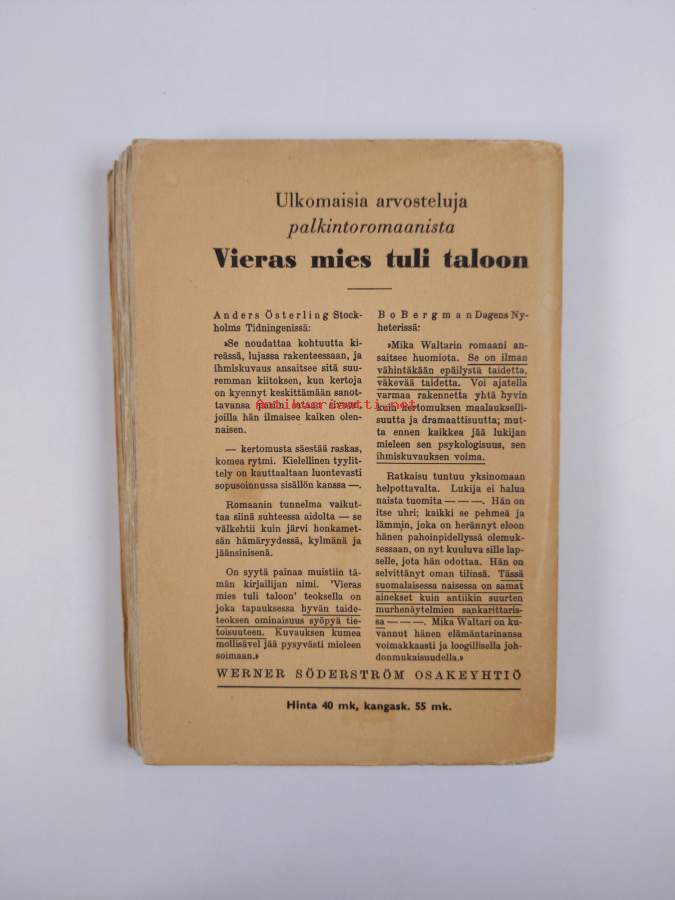 Ulkomaisia arvosteluja
palkintoromaanista
Vieras mies tuli taloon
Anders Österling Stock-
holms Tidningenissä:
»Se noudattaa kohtuutta ki-
reässä, lujassa rakenteessaan, ja
ihmiskuvaus ansaitsee sitä suu-
remman kiitoksen, kun kertoja
on kyennyt keskittämään sanot-
tavansa muutamaan sivuun,
joilla hän ilmaisee kaiken olen-
naisen.
— kertomusta säestää raskas,
komea rytmi. Kielellinen tyylit-
tely on kauttaaltaan luontevasti
sopusoinnussa sisällön kanssa —.
Romaanin tunnelma vaikut-
taa siinä suhteessa aidolta — se
välkehtii kuin järvi honkamet-
sän hämäryydessä, kylmänä ja
jäänsinisenä.
On syytä painaa muistiin tä-
män kirjailijan nimi. 'Vieras
mies tuli taloon' teoksella on
joka tapauksessa hyvän taide-
teoksen ominaisuus syöpyä tie-
toisuuteen. Kuvauksen kumea
mollisävel jää pysyvästi mieleen
soimaan.»
Bo Bergman Dagens Ny-
heterissä:
»Mika Waltarin romaani an-
saitsee huomiota. Se on ilman
vähintäkään epäilystä taidetta,
väkevää taidetta. Voi ajatella
varmaa rakennetta yhtä hyvin
kuin kertomuksen maalaukselli-
suutta ja dramaattisuutta; mut-
ta ennen kaikkea jää lukijan
mieleen sen psykologisuus, sen
ihmiskuvauksen voima.
Ratkaisu tuntuu yksinomaan
helpottavalta. Lukija ei halua
naista tuomita — — —. Hän on
itse uhri; kaikki se pehmeä ja
lämmin, joka on herännyt eloon
hänen pahoinpidellyssä olemuk-
sessaan, on nyt kuuluva sille lap-
selle, jota hän odottaa. Hän on
selvittänyt oman tilinsä. Tässä
suomalaisessa naisessa on samat
ainekset kuin antiikin suurten
murhenäytelmien sankarittaris-
sa — — —. Mika Waltari on ku-
vannut hänen elämäntarinansa
voimakkaasti ja loogillisella joh-
donmukaisuudella.»
antikvariaatti.net
WERNER SÖDERSTRÖM OSAKEYHTIÖ
Hinta 40 mk, kangask. 55 mk.